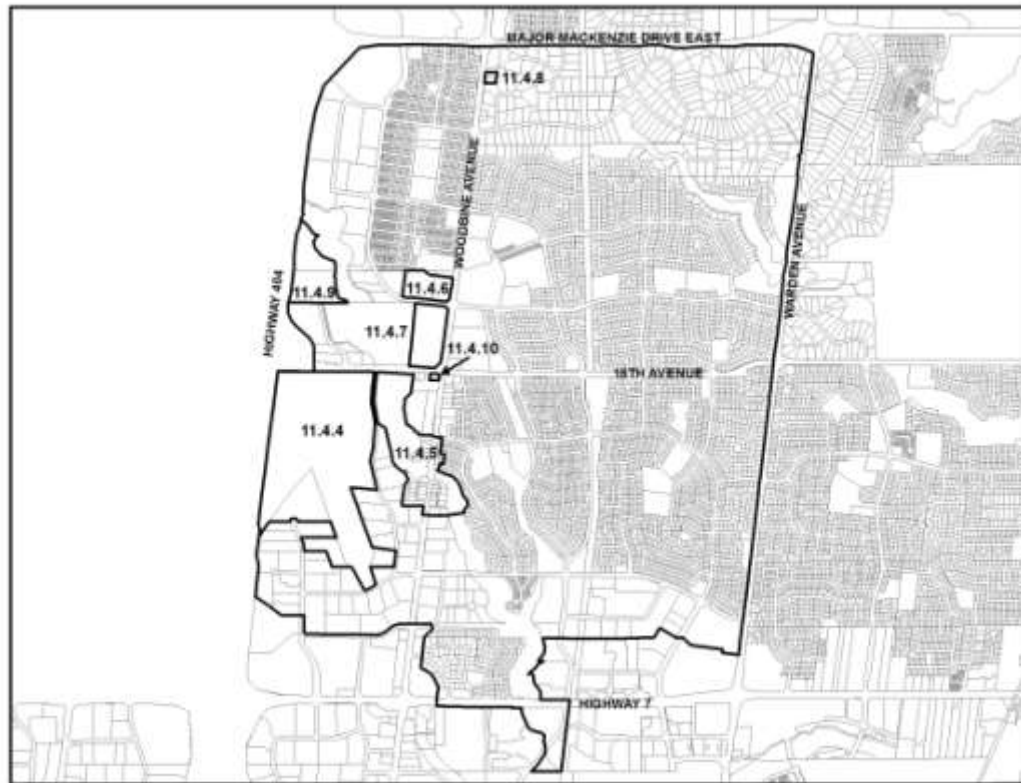 MAJOR MACKENZIE DRIVE EAST
11.4.8
WOODBINE AVENUE
WARDEN AVENUE
HIGHWAY 404
11.4.9
11.4.6
11.4.7
11.4.10
16TH AVENUE
11.4.4
11.4.5
HIGHWAY 7